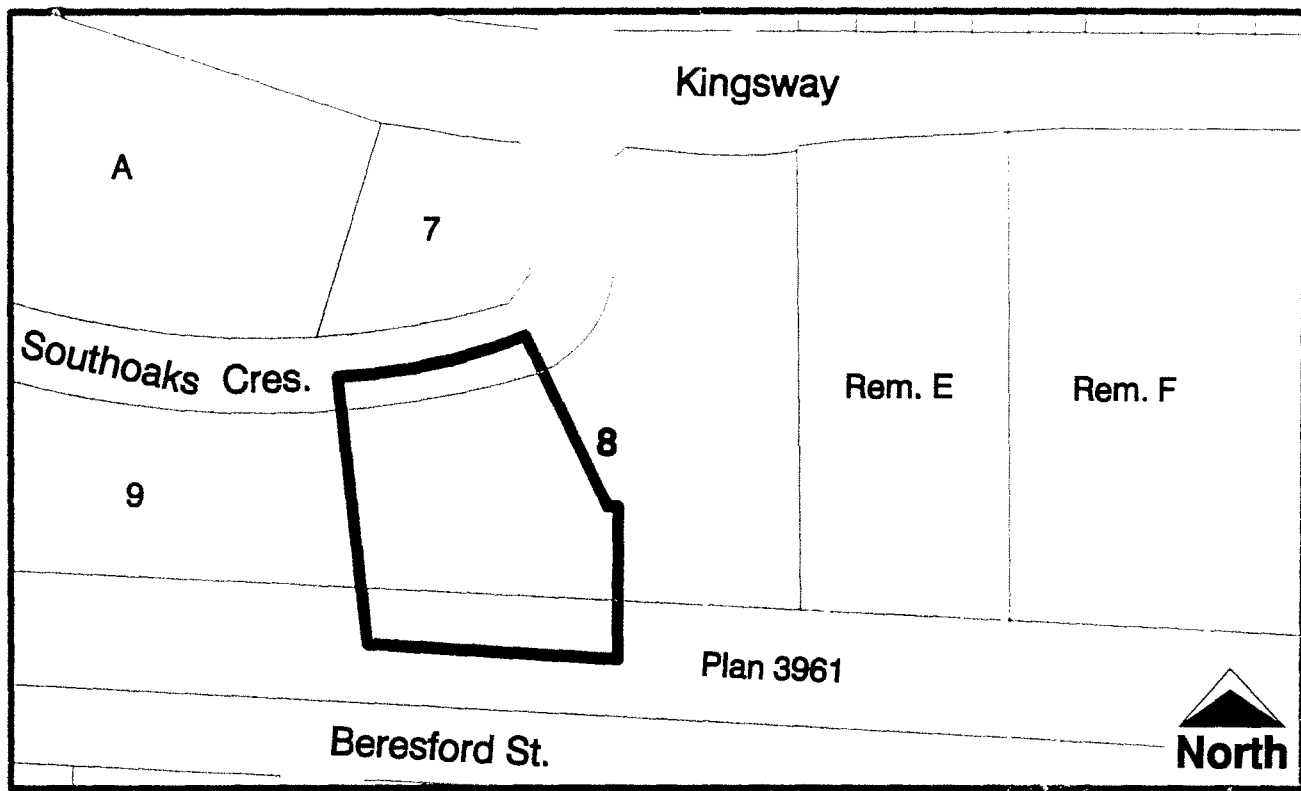 Kingsway
A
7
Southoaks Cres.
Rem. E
Rem. F
8
9
Plan 3961
Beresford St.
North